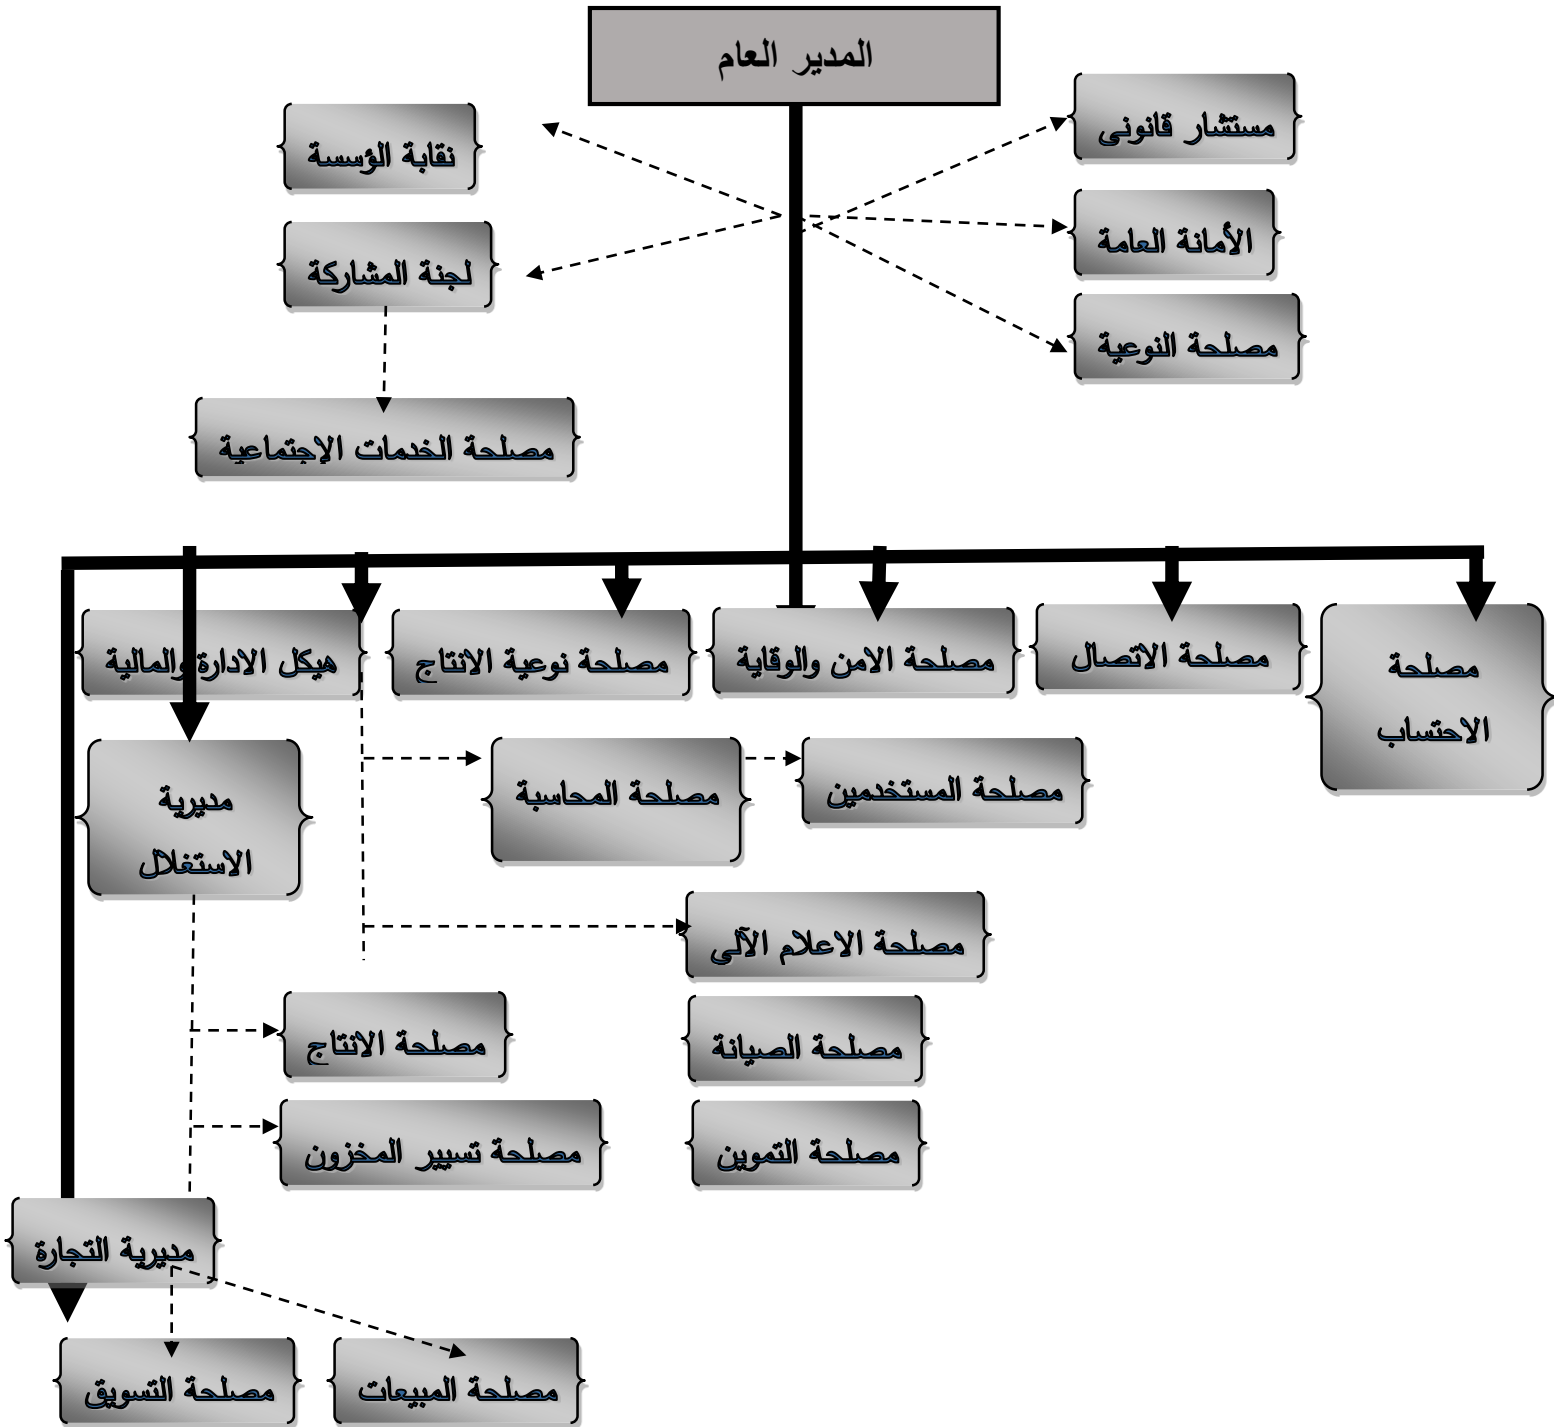 المدير العام
مستشار قانونى
نقابة الؤسسة
الأمانة العامة
لجنة المشاركة
مصلحة النوعية
مصلحة الخدمات الإجتماعية
مصلحة
الاحتساب
مصلحة الاتصال
مصلحة الامن والوقاية
مصلحة نوعية الانتاج
هيكل الادارة والمالية
مصلحة المستخدمين
مصلحة المحاسبة
مديرية
الاستغلال
مصلحة الاعلام الآلى
مصلحة الصيانة
مصلحة الانتاج
مصلحة التموين
مصلحة تسيير المخزون
مديرية التجارة
مصلحة المبيعات
مصلحة التسويق